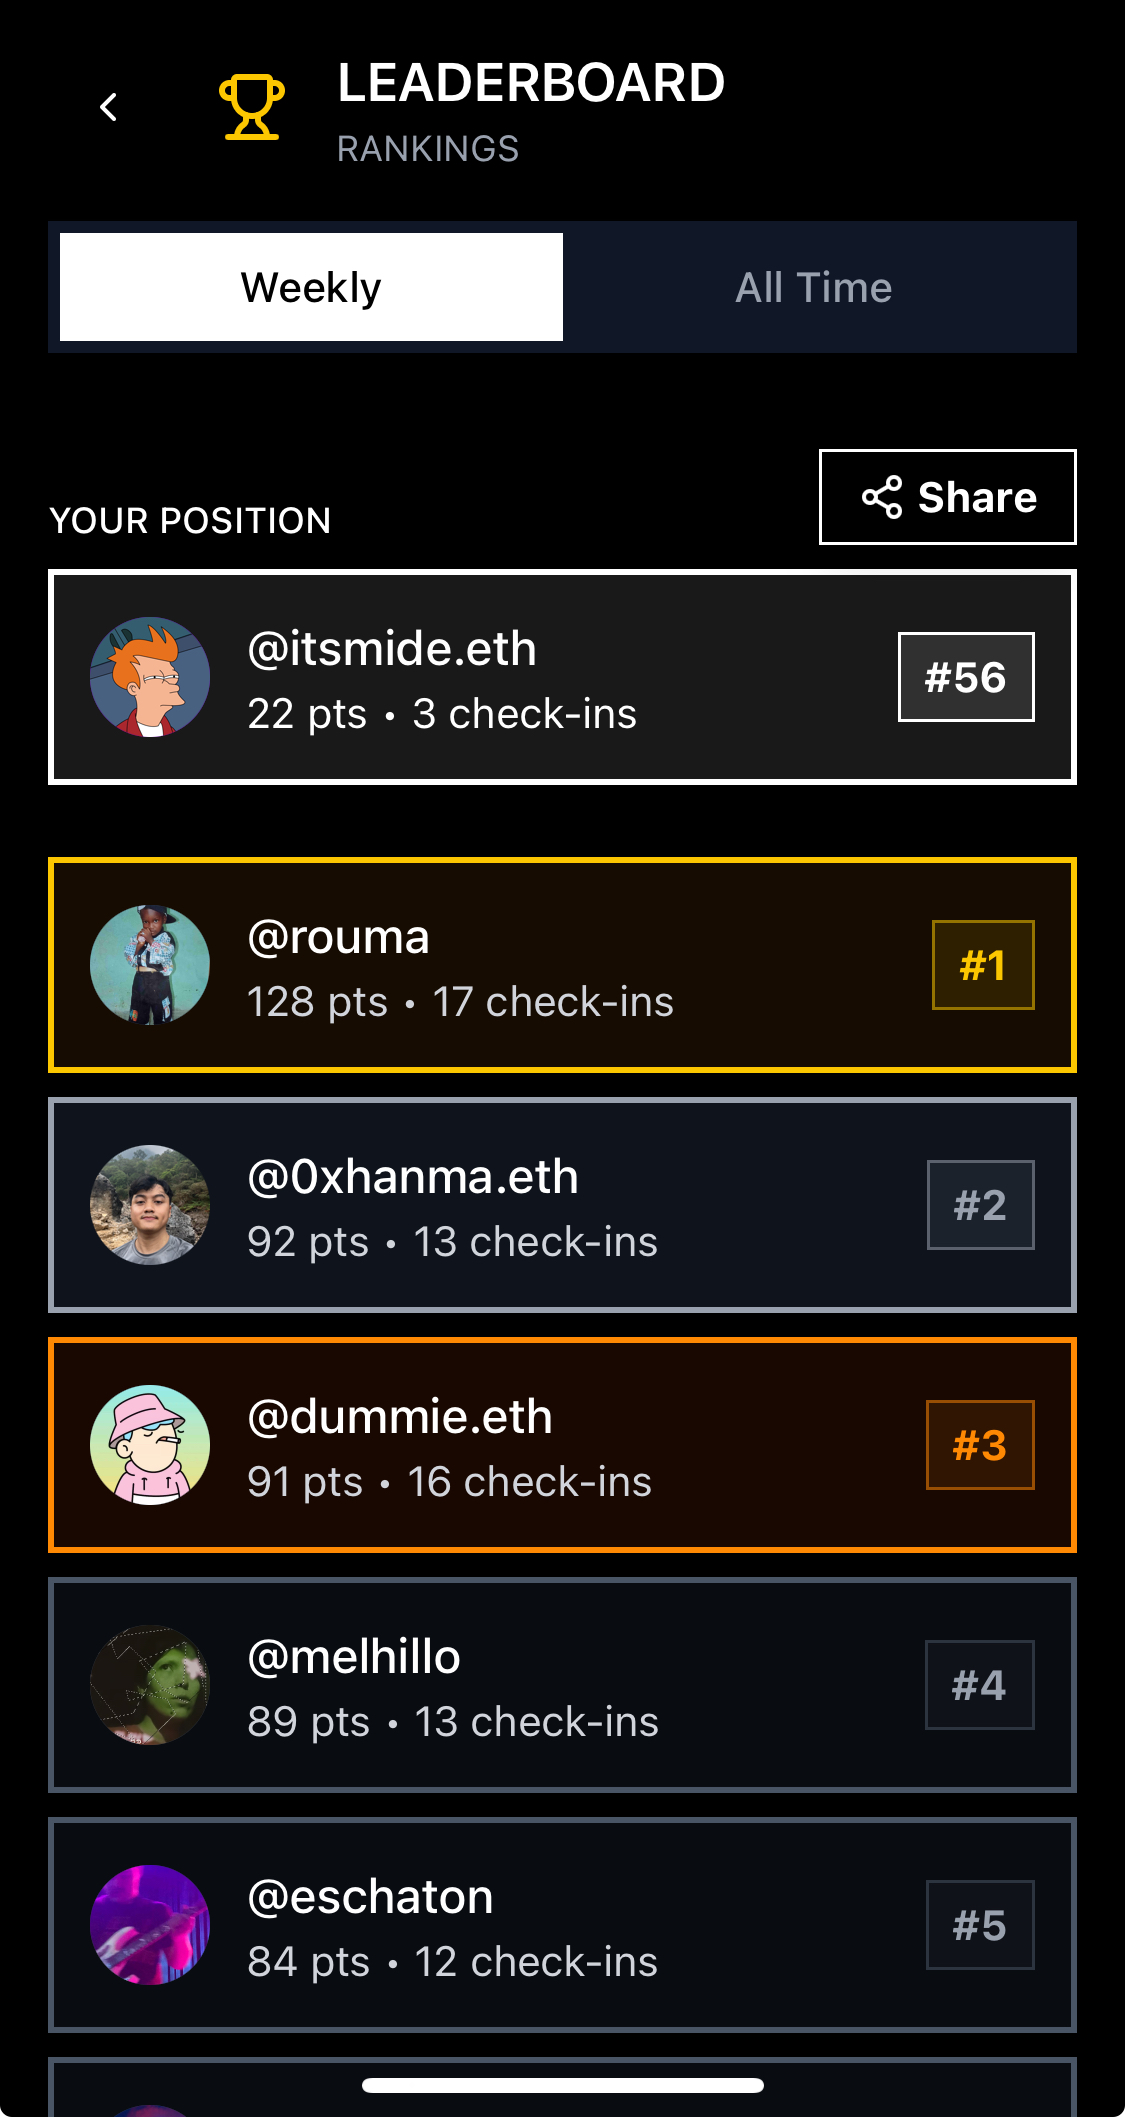 LEADERBOARD
RANKINGS
Weekly
All Time
Share
YOUR POSITION
@itsmide.eth
22 pts • 3 check-ins
#56
@rouma
128 pts • 17 check-ins
#1
@0xhanma.eth
92 pts • 13 check-ins
#2
@dummie.eth
91 pts • 16 check-ins
#3
@melhillo
89 pts • 13 check-ins
#4
@eschaton
84 pts • 12 check-ins
#5